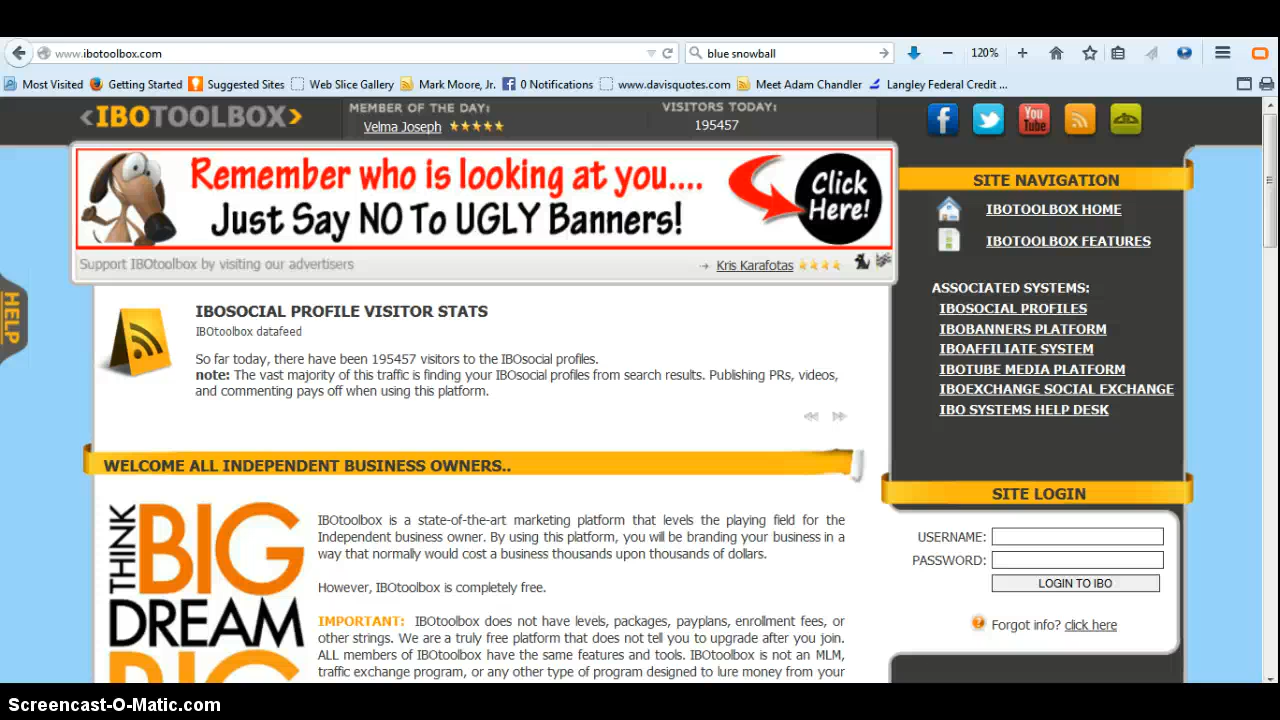 www.ibotoolbox.com
blue snowball
120%
Most Visited
Getting Started
Suggested Sites
Web Slice Gallery
Mark Moore, Jr.
0 Notifications
www.davisquotes.com
Meet Adam Chandler
Langley Federal Credit ...
<IBOTOOLBOX>
MEMBER OF THE DAY:
Velma Joseph
VISITORS TODAY:
195457
You Tube
Remember who is looking at you....
Just Say NO To UGLY Banners!
Click
Here!
Support IBOtoolbox by visiting our advertisers
Kris Karafotas
HELP
IBOSOCIAL PROFILE VISITOR STATS
IBOtoolbox datafeed
So far today, there have been 195457 visitors to the IBOsocial profiles.
note: The vast majority of this traffic is finding your IBOsocial profiles from search results. Publishing PRs, videos,
and commenting pays off when using this platform.
WELCOME ALL INDEPENDENT BUSINESS OWNERS..
THINK
BIG
DREAM
BIG
IBOtoolbox is a state-of-the-art marketing platform that levels the playing field for the
Independent business owner. By using this platform, you will be branding your business in a
way that normally would cost a business thousands upon thousands of dollars.
However, IBOtoolbox is completely free.
IMPORTANT: IBOtoolbox does not have levels, packages, payplans, enrollment fees, or
other strings. We are a truly free platform that does not tell you to upgrade after you join.
ALL members of IBOtoolbox have the same features and tools. IBOtoolbox is not an MLM,
traffic exchange program, or any other type of program designed to lure money from your
SITE NAVIGATION
IBOTOOLBOX HOME
IBOTOOLBOX FEATURES
ASSOCIATED SYSTEMS:
IBOSOCIAL PROFILES
IBOBANNERS PLATFORM
IBOAFFILIATE SYSTEM
IBOTUBE MEDIA PLATFORM
IBOEXCHANGE SOCIAL EXCHANGE
IBO SYSTEMS HELP DESK
SITE LOGIN
USERNAME:
PASSWORD:
LOGIN TO IBO
Forgot info? click here
Screencast-O-Matic.com